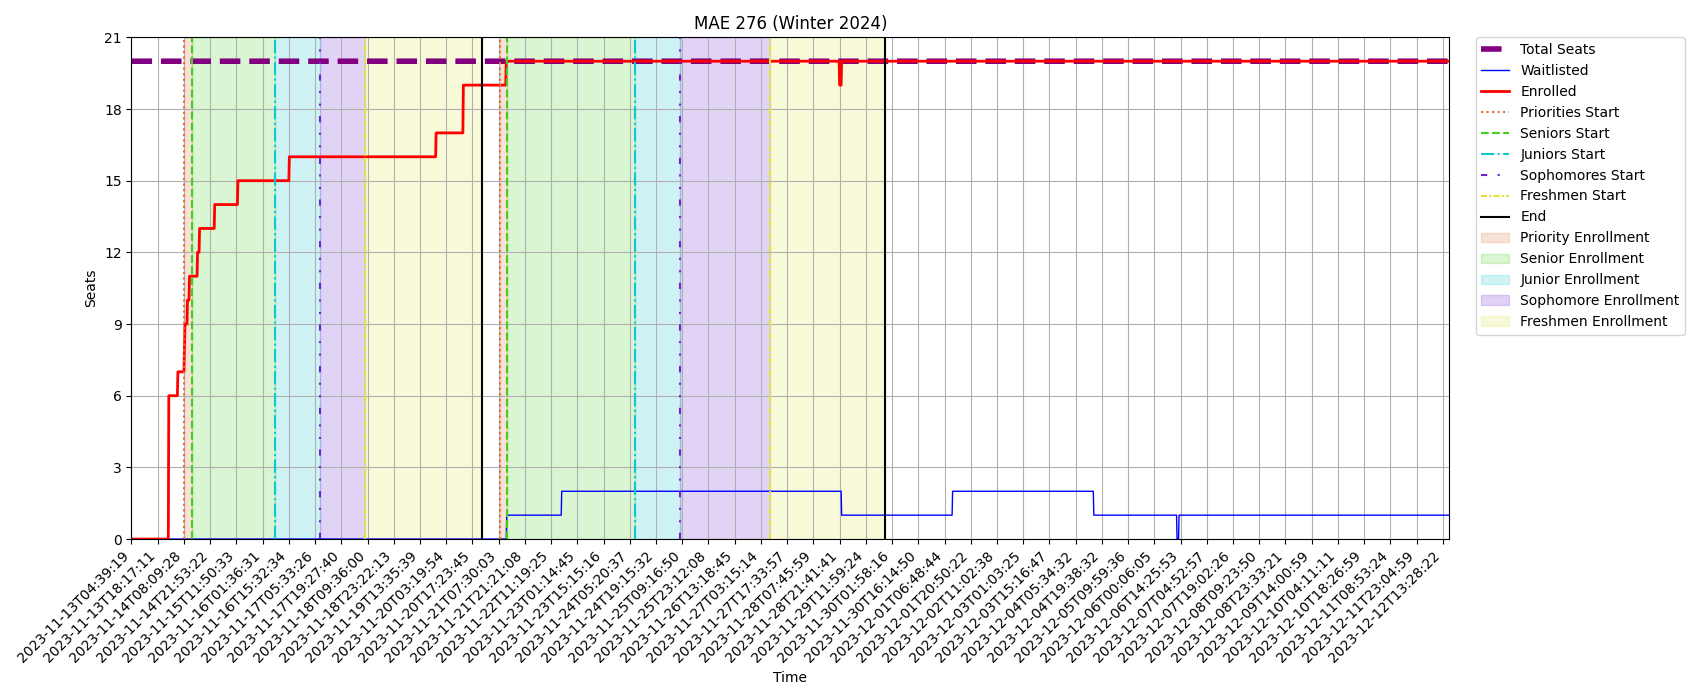 MAE 276 (Winter 2024)
21
18
15
12
9
6
3
0
Seats
2023-11-13T04:39:19
2023-11-13T18:17:11
2023-11-14T08:09:28
2023-11-14T21:53:22
2023-11-15T11:50:33
2023-11-16T01:36:31
2023-11-16T15:32:34
2023-11-17T05:33:26
2023-11-17T19:27:40
2023-11-18T09:36:00
2023-11-18T23:22:13
2023-11-19T13:35:39
2023-11-20T03:19:54
2023-11-20T17:23:45
2023-11-21T07:30:03
2023-11-21T21:21:08
2023-11-22T11:19:25
2023-11-23T01:14:45
2023-11-23T15:15:16
2023-11-24T05:20:37
2023-11-24T19:15:32
2023-11-25T09:16:50
2023-11-25T23:12:08
2023-11-26T13:18:45
2023-11-27T03:15:14
2023-11-27T17:33:57
2023-11-28T07:45:59
2023-11-28T21:41:41
2023-11-29T11:59:24
2023-11-30T01:58:16
2023-11-30T16:14:50
2023-12-01T06:48:44
2023-12-01T20:50:22
2023-12-02T11:02:38
2023-12-03T01:03:25
2023-12-03T15:16:47
2023-12-04T05:34:32
2023-12-04T19:38:32
2023-12-05T09:59:36
2023-12-06T00:06:05
2023-12-06T14:25:53
2023-12-07T04:52:57
2023-12-07T19:02:26
2023-12-08T09:23:50
2023-12-08T23:33:21
2023-12-09T14:00:59
2023-12-10T04:11:11
2023-12-10T18:26:59
2023-12-11T08:53:24
2023-12-11T23:04:59
2023-12-12T13:28:22
Time
Total Seats
Waitlisted
Enrolled
Priorities Start
Seniors Start
Juniors Start
Sophomores Start
Freshmen Start
End
Priority Enrollment
Senior Enrollment
Junior Enrollment
Sophomore Enrollment
Freshmen Enrollment